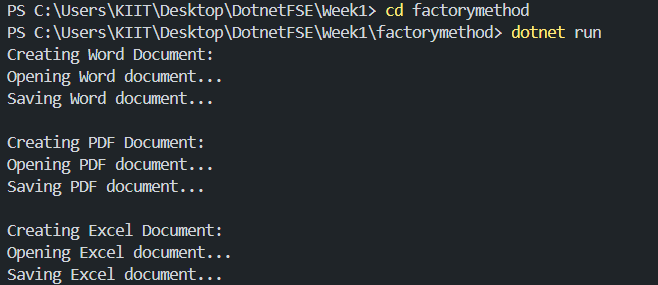 PS C:\Users\KIIT\Desktop\DotnetFSE\Week1> cd factorymethod
PS C:\Users\KIIT\Desktop\DotnetFSE\Week1\factorymethod> dotnet run
Creating Word Document:
Opening Word document...
Saving Word document...

Creating PDF Document:
Opening PDF document...
Saving PDF document...

Creating Excel Document:
Opening Excel document...
Saving Excel document...